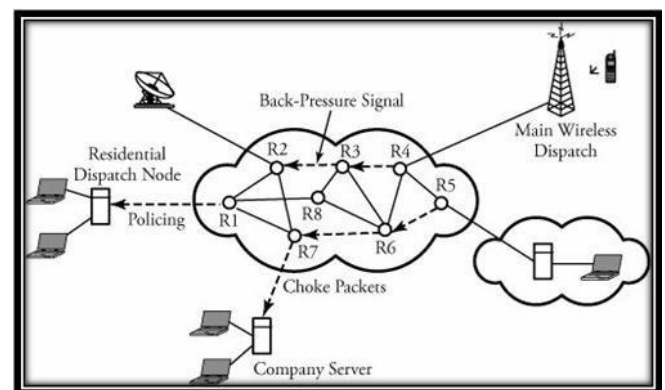 Back-Pressure Signal
Main Wireless
Dispatch
Residential
Dispatch Node
R2
R3
R4
R5
Policing
R1
R8
R6
R7
Choke Packets
Company Server